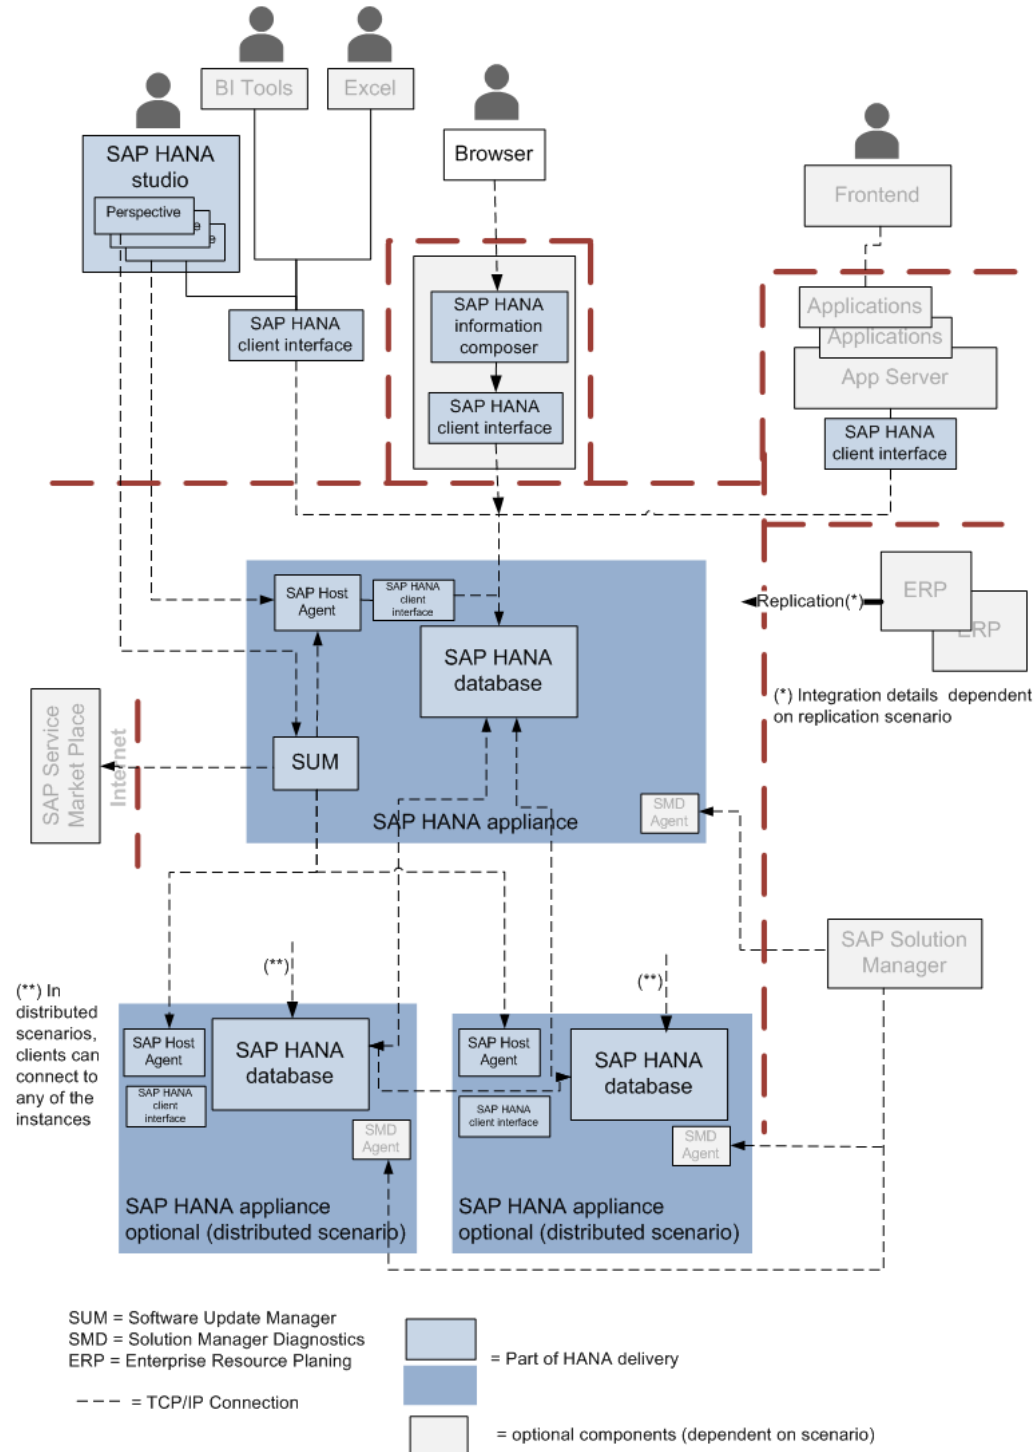 BI Tools
Excel
SAP HANA
studio
Perspective
e
e
Browser
Frontend
SAP HANA
client interface
SAP HANA
information
composer
SAP HANA
client interface
Applications
Applications
App Server
SAP HANA
client interface
SAP Host
Agent
SAP HANA
client
interface
SAP HANA
database
Replication(*)
ERP
ERP
(*) Integration details dependent
on replication scenario
SAP Service
Market Place
Internet
SUM
SMD
Agent
SAP HANA appliance
SAP Solution
Manager
(**)
(**)
(**) In
distributed
scenarios,
clients can
connect to
any of the
instances
SAP Host
Agent
SAP HANA
client
interface
SAP HANA
database
SMD
Agent
SAP HANA appliance
optional (distributed scenario)
SAP Host
Agent
SAP HANA
client interface
SAP HANA
database
SMD
Agent
SAP HANA appliance
optional (distributed scenario)
SUM = Software Update Manager
SMD = Solution Manager Diagnostics
ERP = Enterprise Resource Planing
= TCP/IP Connection
= Part of HANA delivery
= optional components (dependent on scenario)